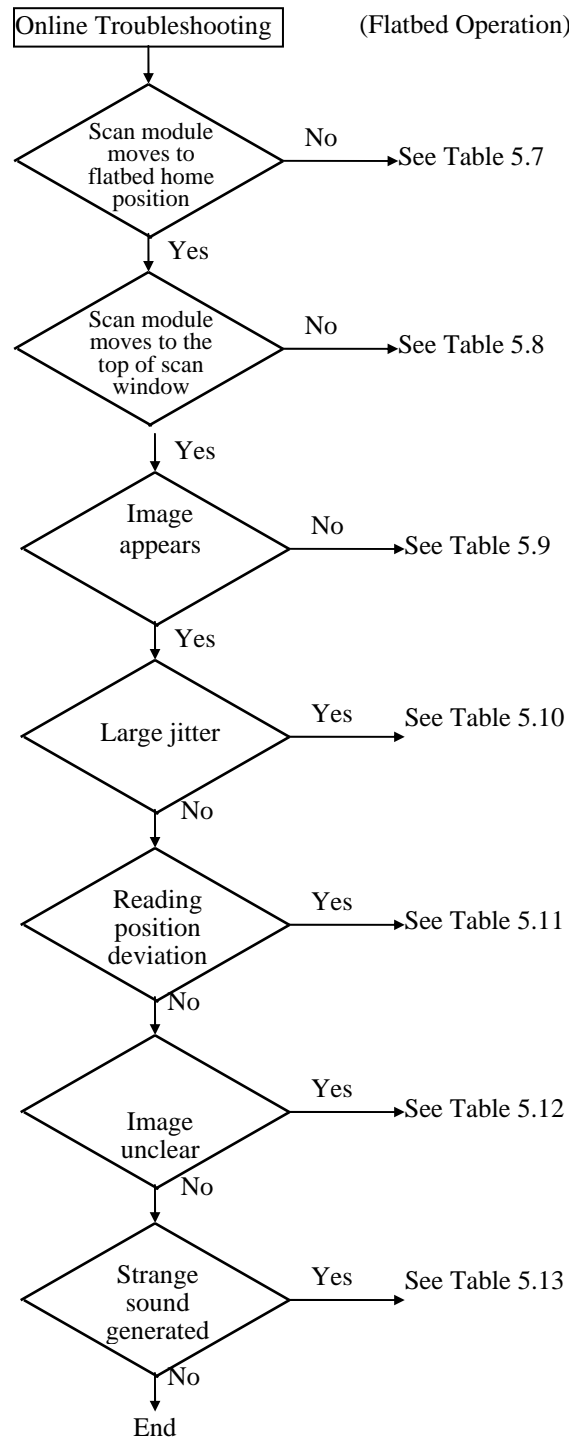 Online Troubleshooting (Flatbed Operation)
Scan module
moves to
flatbed home
position
No
See Table 5.7
Yes
Scan module
moves to the
top of scan
window
No
See Table 5.8
Yes
Image
appears
No
See Table 5.9
Yes
Large jitter
Yes
See Table 5.10
No
Reading
position
deviation
Yes
See Table 5.11
No
Image
unclear
Yes
See Table 5.12
No
Strange
sound
generated
Yes
See Table 5.13
No
End